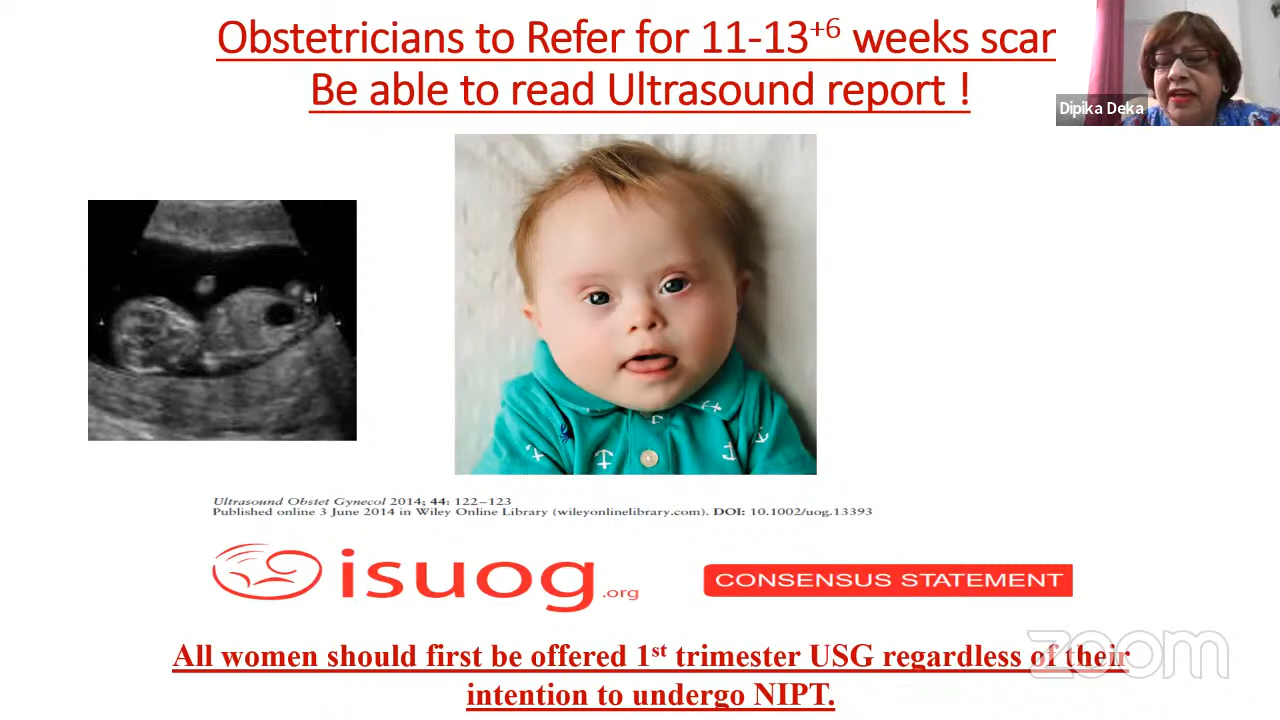 Obstetricians to Refer for 11-13+6 weeks scar
Be able to read Ultrasound report !
Dipika Deka
Ultrasound Obstet Gynecol 2014; 44: 122–123
Published online 3 June 2014 in Wiley Online Library (wileyonlinelibrary.com). DOI: 10.1002/uog.13393
isuog.org
CONSENSUS STATEMENT
All women should first be offered 1st trimester USG regardless of their
intention to undergo NIPT.
zoom